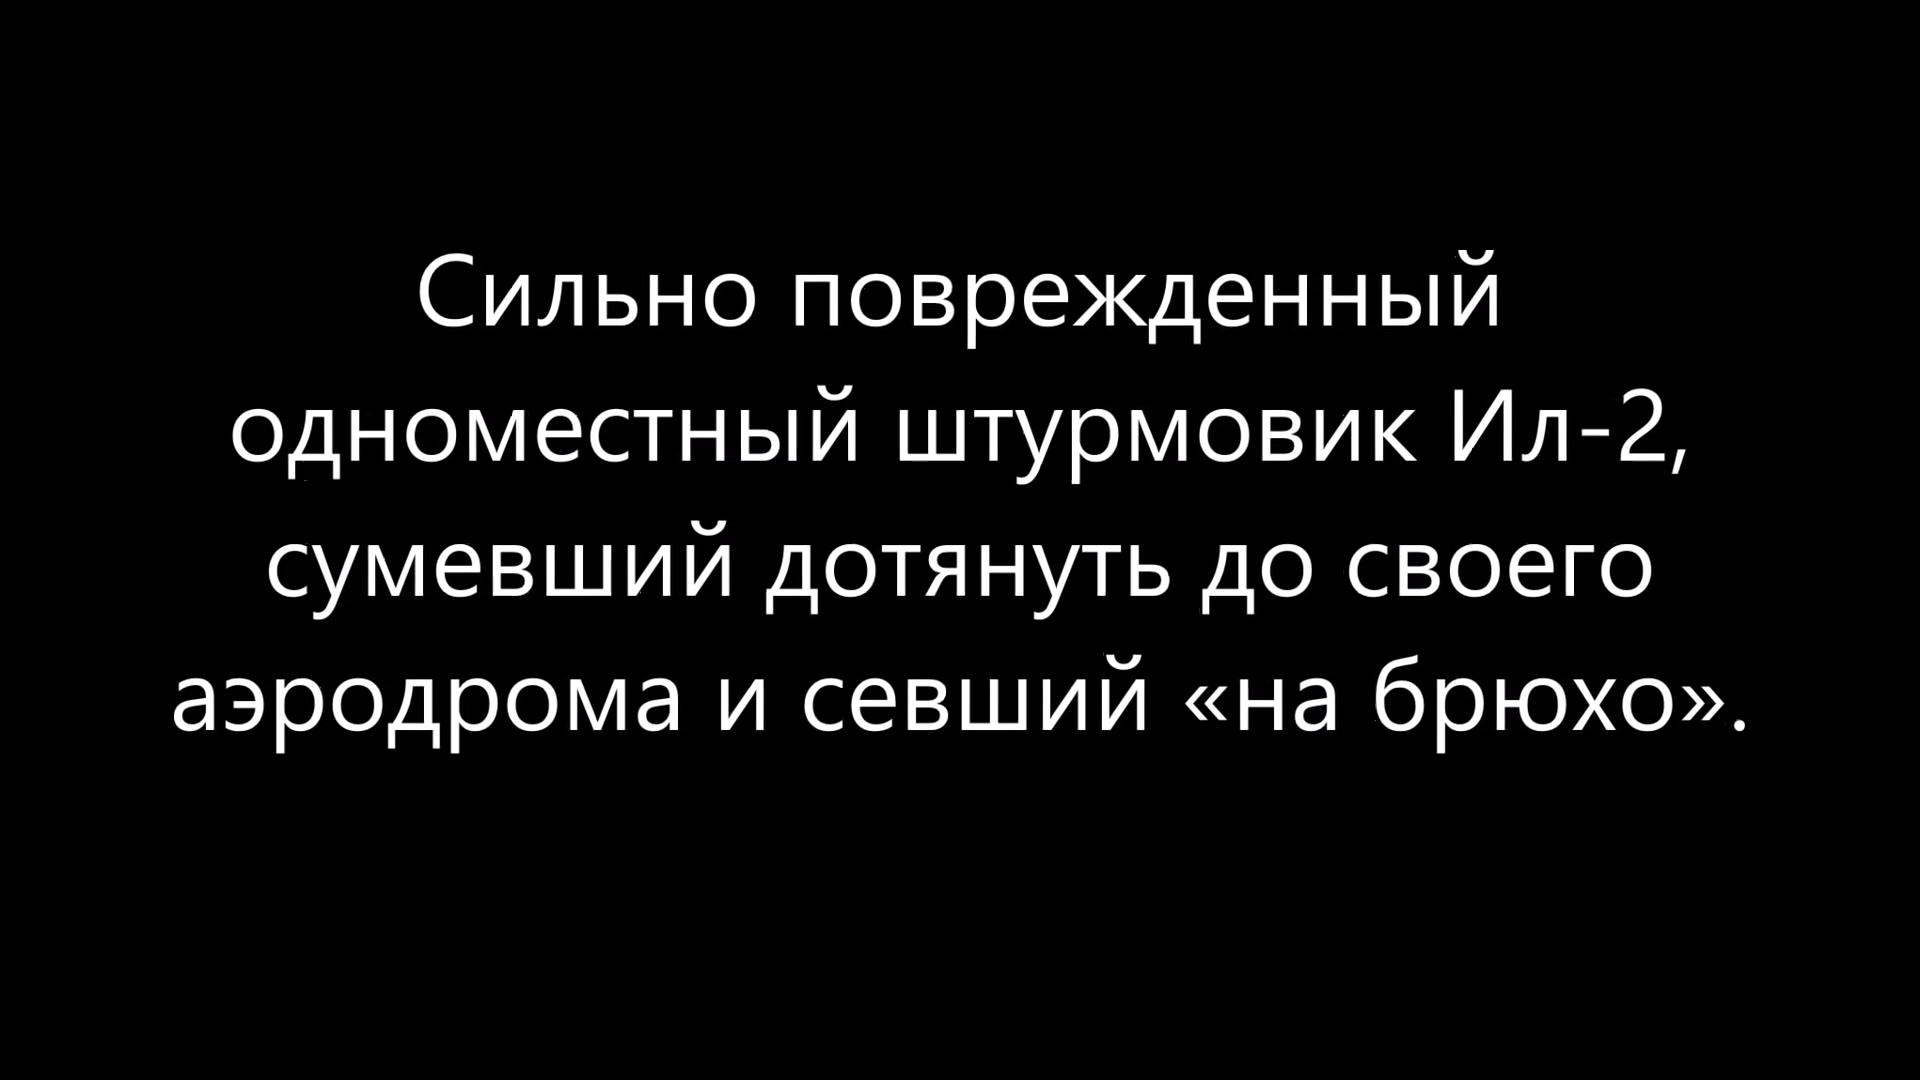 Сильно поврежденный
одноместный штурмовик Ил-2,
сумевший дотянуть до своего
аэродрома и севший «на брюхо».